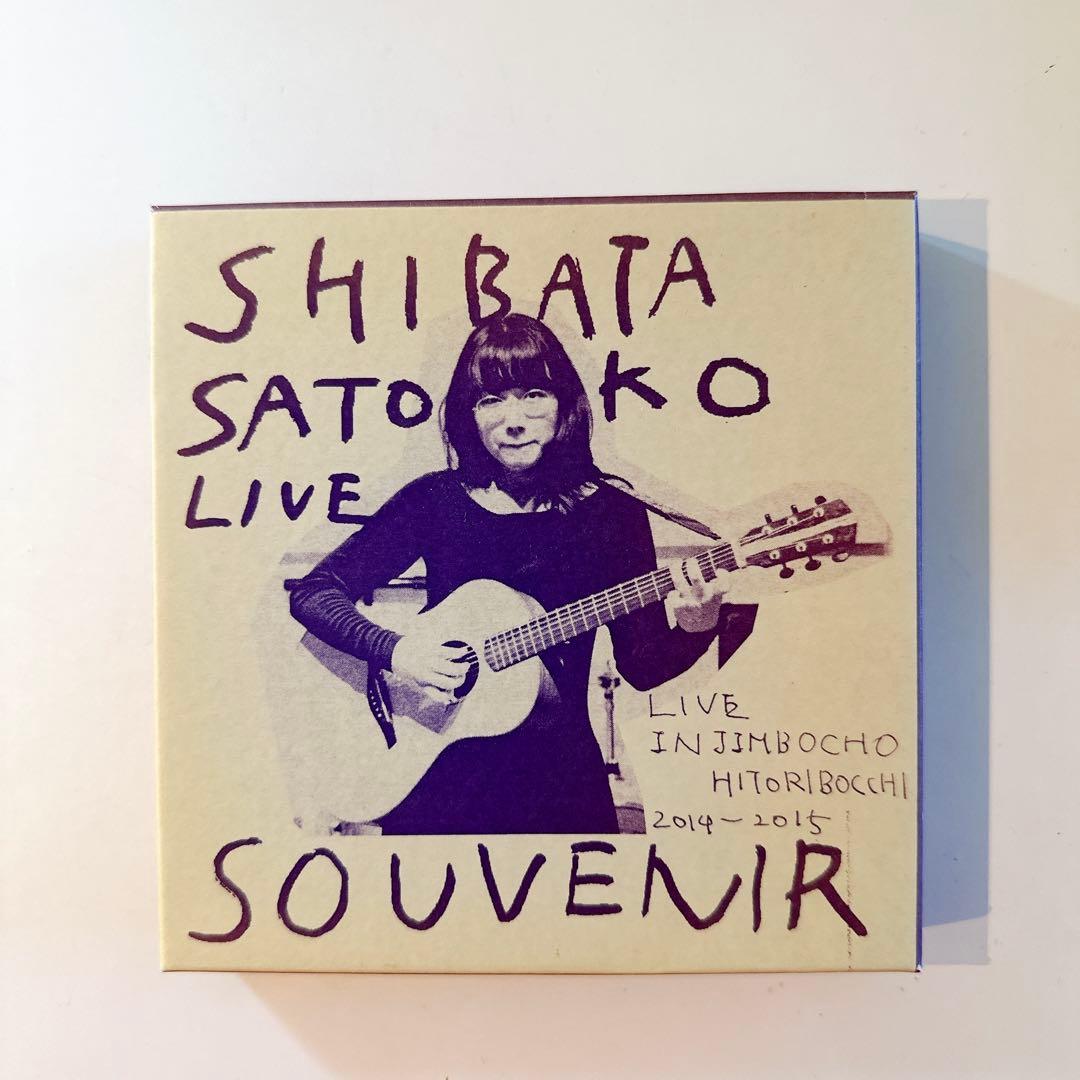 SHIBATA
SATOKO
LIVE
LIVE
IN JIMBOCHO
HITORIBOCCHI
2014-2015
SOUVENIR